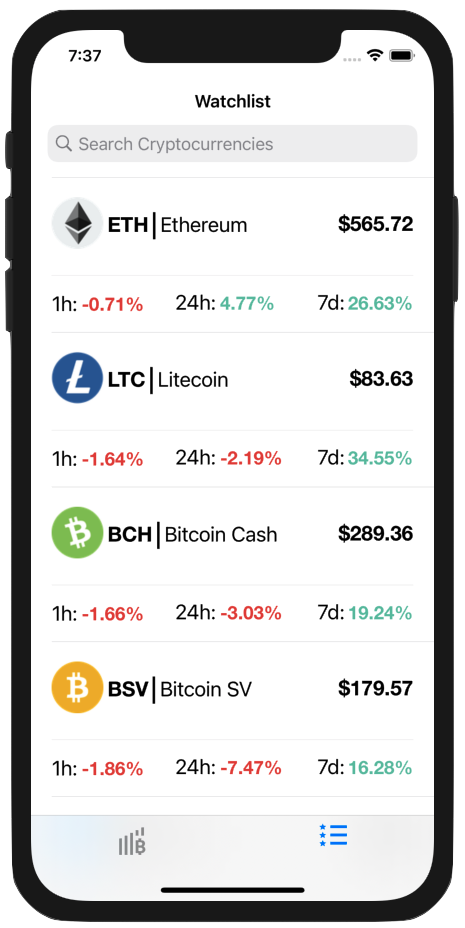 7:37
Watchlist
Search Cryptocurrencies
ETH | Ethereum $565.72
1h: -0.71% 24h: 4.77% 7d: 26.63%
LTC | Litecoin $83.63
1h: -1.64% 24h: -2.19% 7d: 34.55%
BCH | Bitcoin Cash $289.36
1h: -1.66% 24h: -3.03% 7d: 19.24%
BSV | Bitcoin SV $179.57
1h: -1.86% 24h: -7.47% 7d: 16.28%